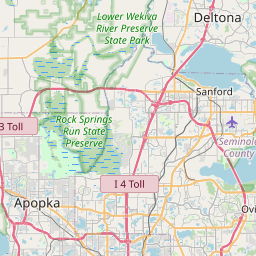 Lower Wekiva
River Preserve
State Park
Deltona
Sanford
Rock Springs
Run State
Preserve
3 Toll
Seminol
County
I 4 Toll
Apopka
Ovi